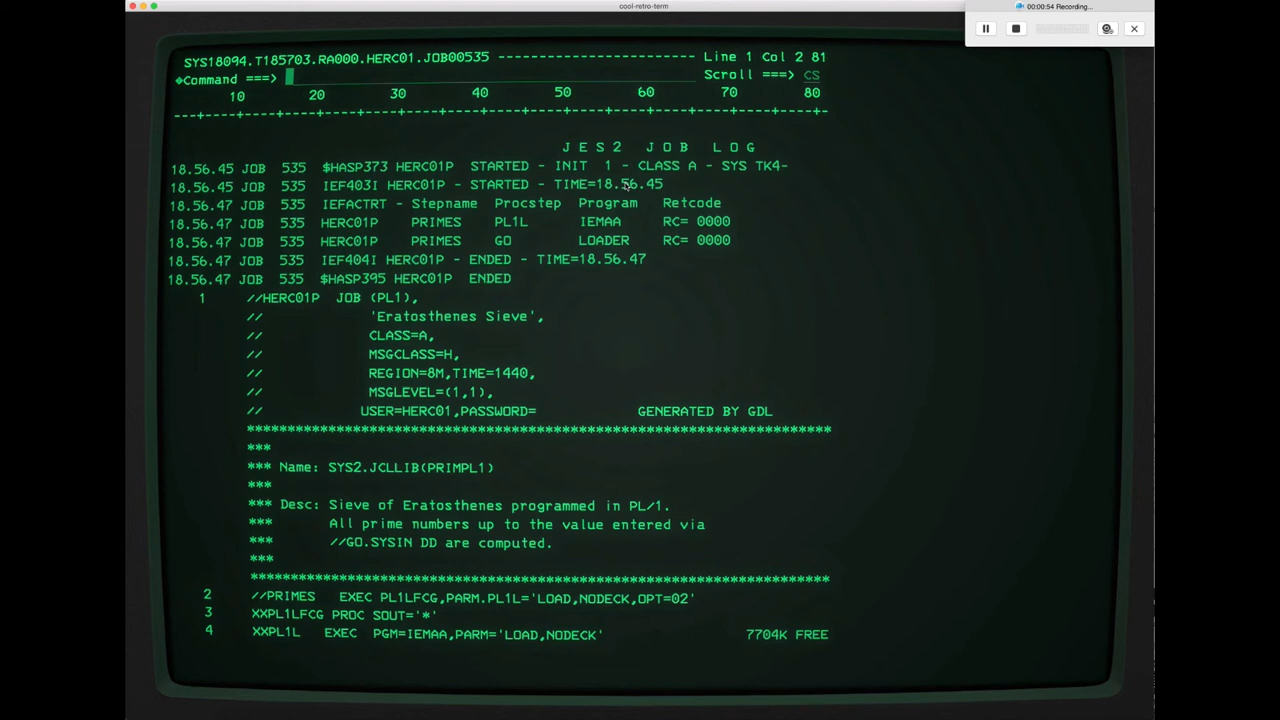 cool-retro-term
00:00:54 Recording...
SYS18094.T185703.RA000.HERC01.JOB00535 ------------------------ Line 1 Col 2 81
Command ===> Scroll ===> CS
10 20 30 40 50 60 70 80
---+----+----+----+----+----+----+----+----+----+----+----+----+----+----+----+-
J E S 2 J O B L O G
18.56.45 JOB 535 $HASP373 HERC01P STARTED - INIT 1 - CLASS A - SYS TK4-
18.56.45 JOB 535 IEF403I HERC01P - STARTED - TIME=18.56.45
18.56.47 JOB 535 IEFACTRT - Stepname Procstep Program Retcode
18.56.47 JOB 535 HERC01P PRIMES PL1L IEMAA RC= 0000
18.56.47 JOB 535 HERC01P PRIMES GO LOADER RC= 0000
18.56.47 JOB 535 IEF404I HERC01P - ENDED - TIME=18.56.47
18.56.47 JOB 535 $HASP395 HERC01P ENDED
1 //HERC01P JOB (PL1),
// 'Eratosthenes Sieve',
// CLASS=A,
// MSGCLASS=H,
// REGION=8M,TIME=1440,
// MSGLEVEL=(1,1),
// USER=HERC01,PASSWORD= GENERATED BY GDL
***********************************************************************
***
*** Name: SYS2.JCLLIB(PRIMPL1)
***
*** Desc: Sieve of Eratosthenes programmed in PL/1.
*** All prime numbers up to the value entered via
*** //GO.SYSIN DD are computed.
***
***********************************************************************
2 //PRIMES EXEC PL1LFCG,PARM.PL1L='LOAD,NODECK,OPT=02'
3 XXPL1LFCG PROC SOUT='*'
4 XXPL1L EXEC PGM=IEMAA,PARM='LOAD,NODECK' 7704K FREE